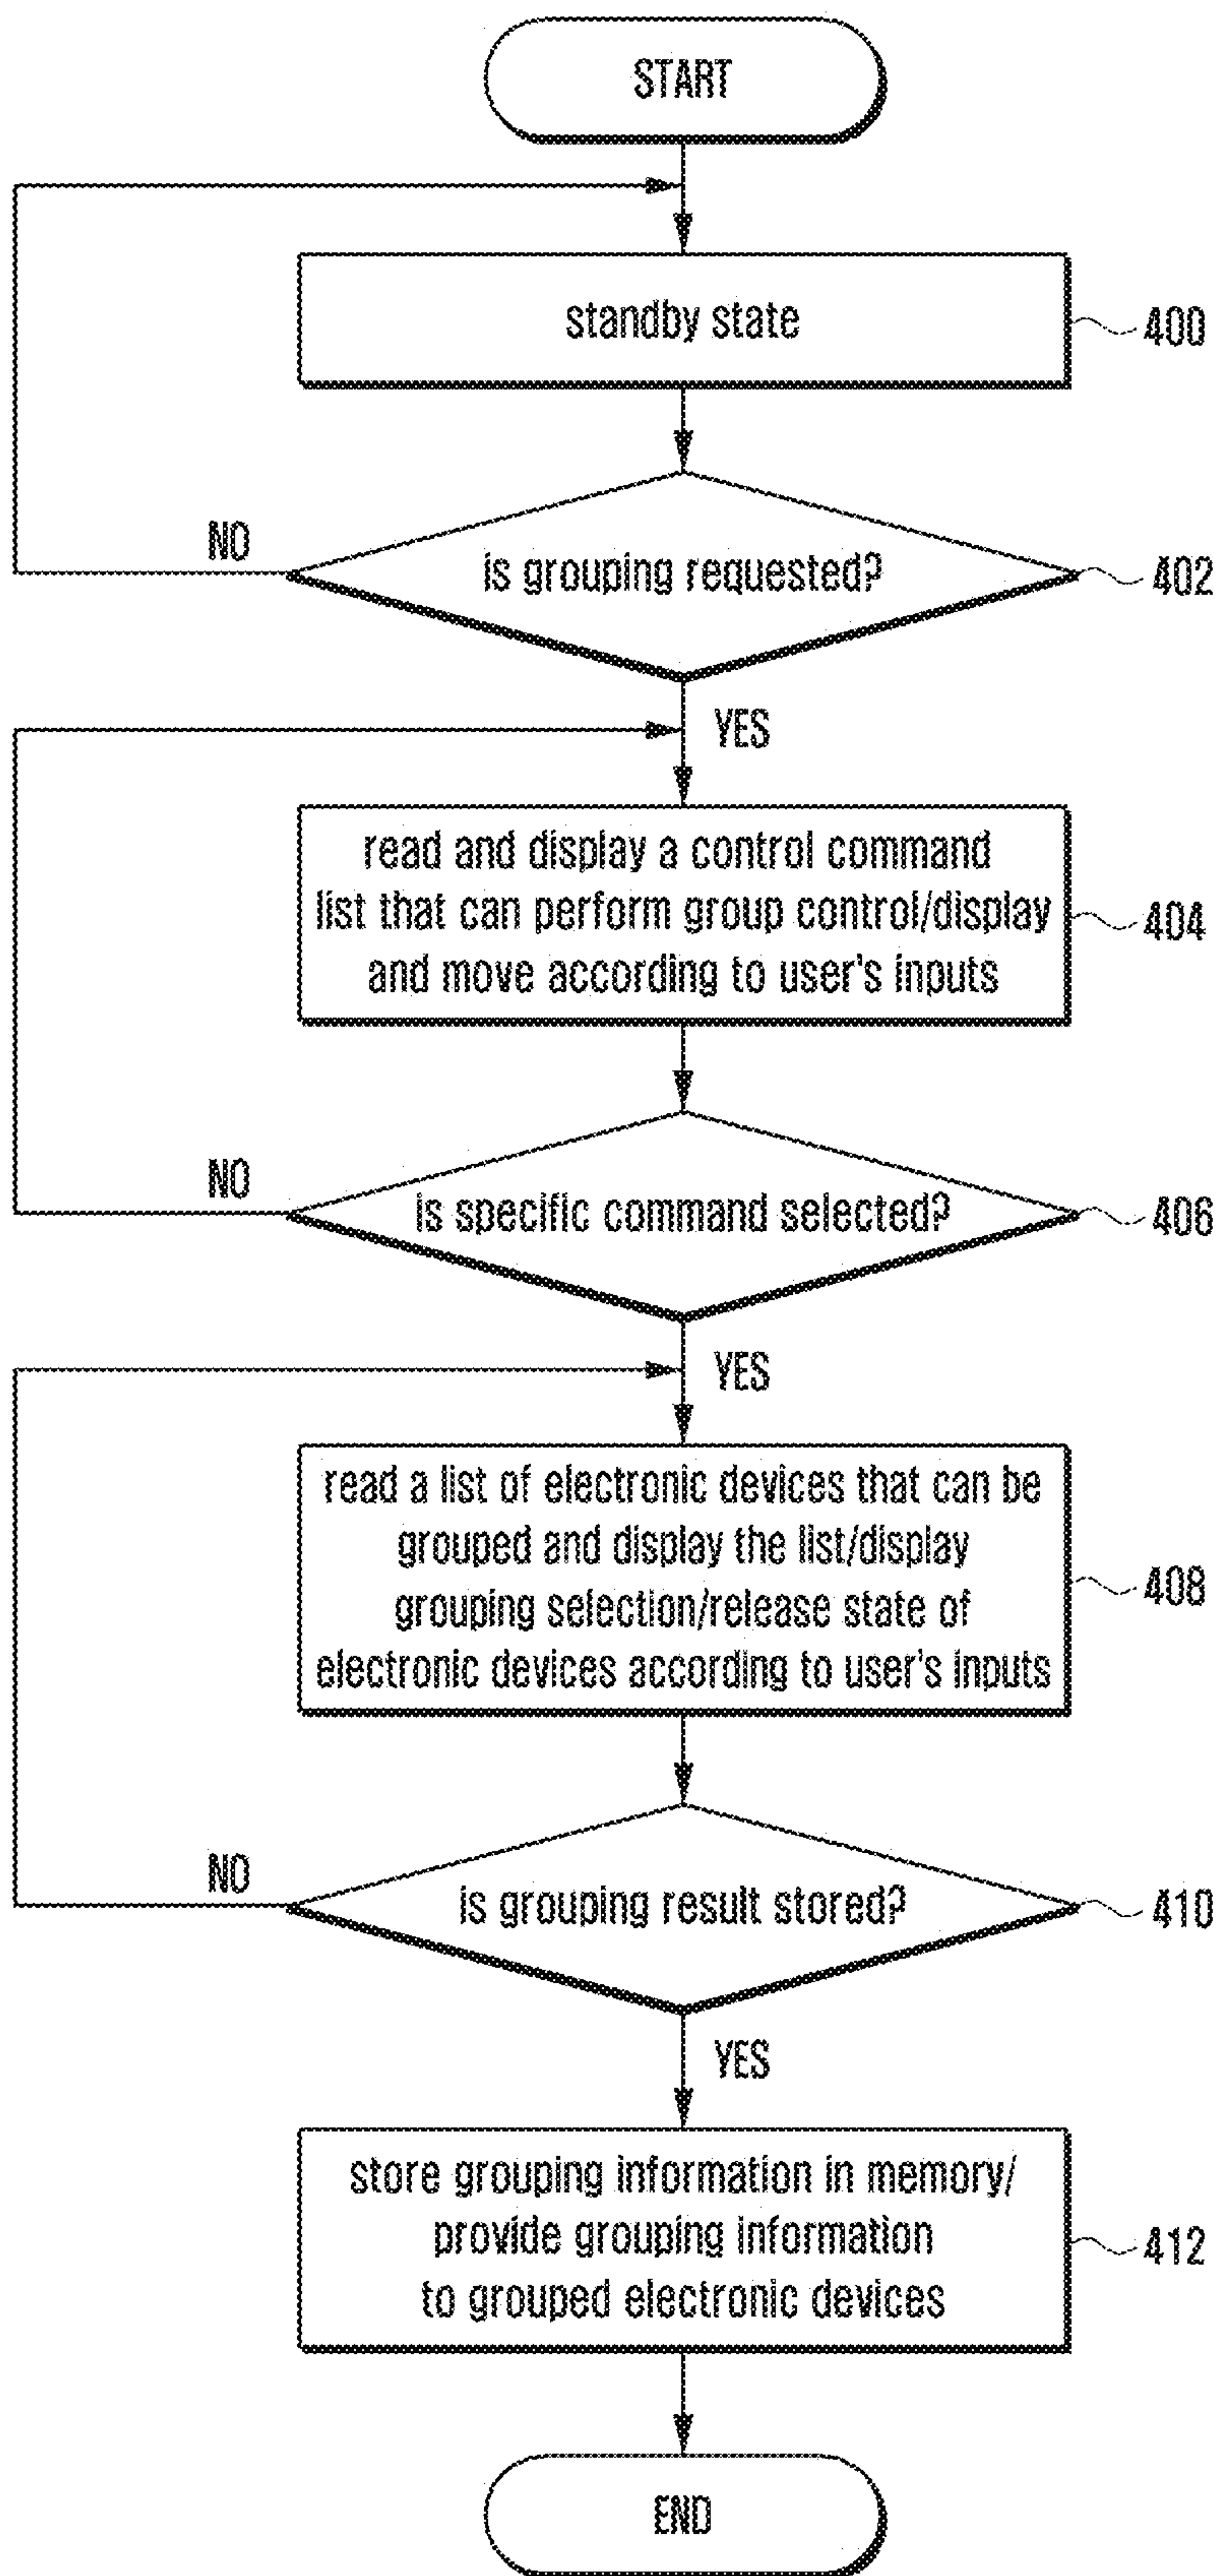 START
standby state
400
NO
is grouping requested?
402
YES
read and display a control command
list that can perform group control/display
and move according to user's inputs
404
NO
is specific command selected?
406
YES
read a list of electronic devices that can be
grouped and display the list/display
grouping selection/release state of
electronic devices according to user's inputs
408
NO
is grouping result stored?
410
YES
store grouping information in memory/
provide grouping information
to grouped electronic devices
412
END